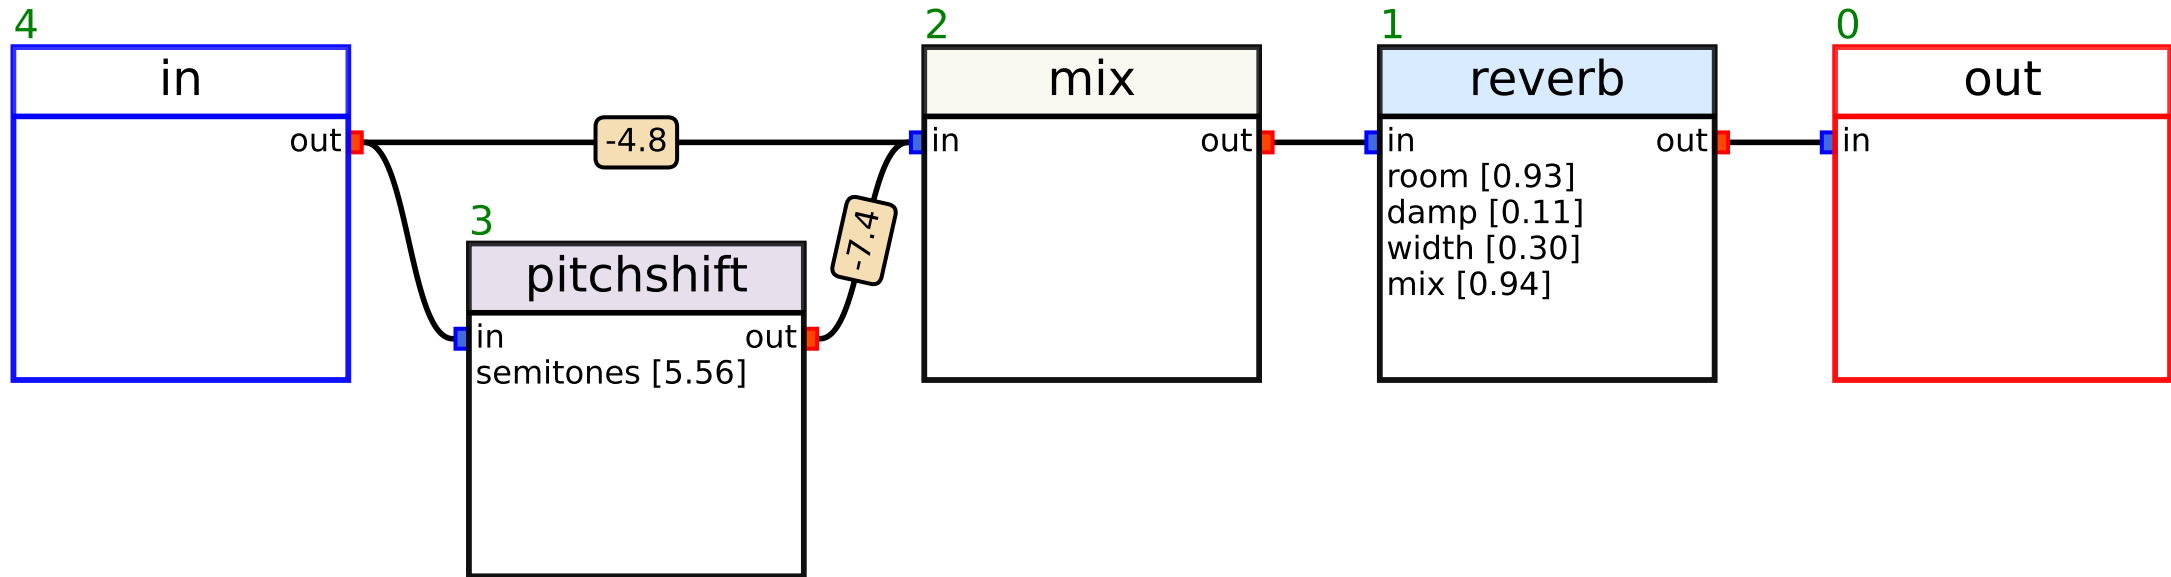 4
in
out
-4.8
3
pitchshift
in
out
semitones [5.56]
-7.4
2
mix
in
out
1
reverb
in
out
room [0.93]
damp [0.11]
width [0.30]
mix [0.94]
0
out
in